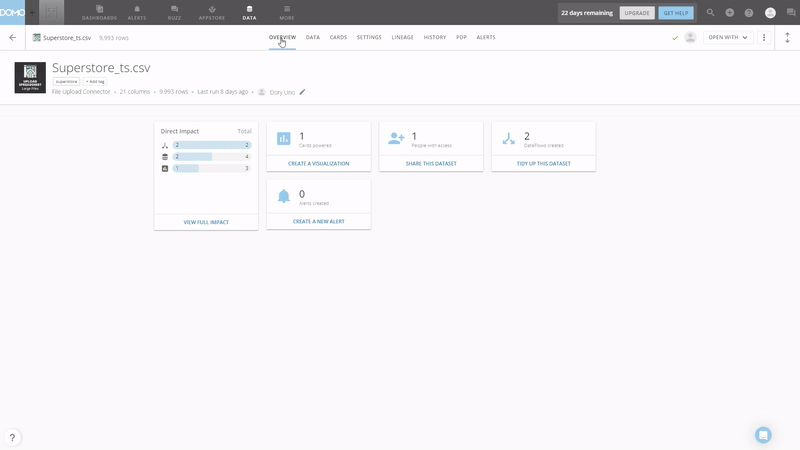 DOMO
DASHBOARDS
ALERTS
BUZZ
APPSTORE
DATA
MORE
22 days remaining
UPGRADE
GET HELP
Superstore_ts.csv
9,993 rows
OVERVIEW
DATA
CARDS
SETTINGS
LINEAGE
HISTORY
PDP
ALERTS
OPEN WITH
UPLOAD
SPREADSHEET
Large Files
Superstore_ts.csv
superstore
+ Add tag
File Upload Connector • 21 columns • 9,993 rows • Last run 8 days ago • Dory Uno
Direct Impact Total
2 2
2 4
1 3
VIEW FULL IMPACT
1
Cards powered
CREATE A VISUALIZATION
1
People with access
SHARE THIS DATASET
2
DataFlows created
TIDY UP THIS DATASET
0
Alerts created
CREATE A NEW ALERT
?